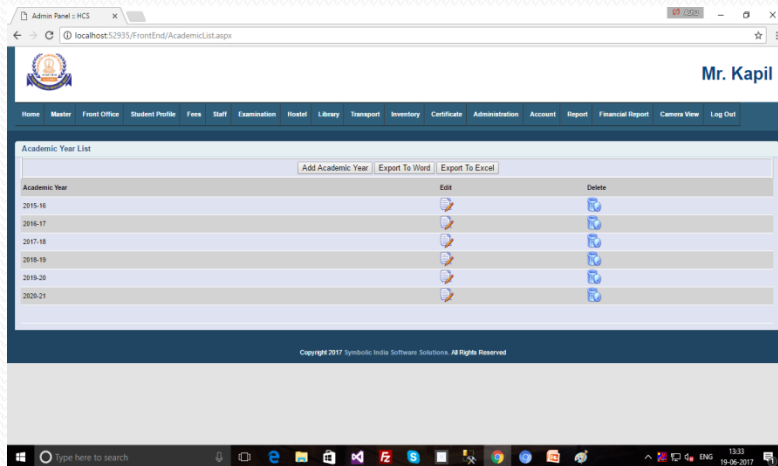 Admin Panel :: HCS
localhost:52935/FrontEnd/AcademicList.aspx
Mr. Kapil
Home Master Front Office Student Profile Fees Staff Examination Hostel Library Transport Inventory Certificate Administration Account Report Financial Report Camera View Log Out
Academic Year List
Add Academic Year Export To Word Export To Excel
Academic Year Edit Delete
2015-16
2016-17
2017-18
2018-19
2019-20
2020-21
Copyright 2017 Symbolic India Software Solutions. All Rights Reserved
Type here to search
ENG
13:33
19-06-2017